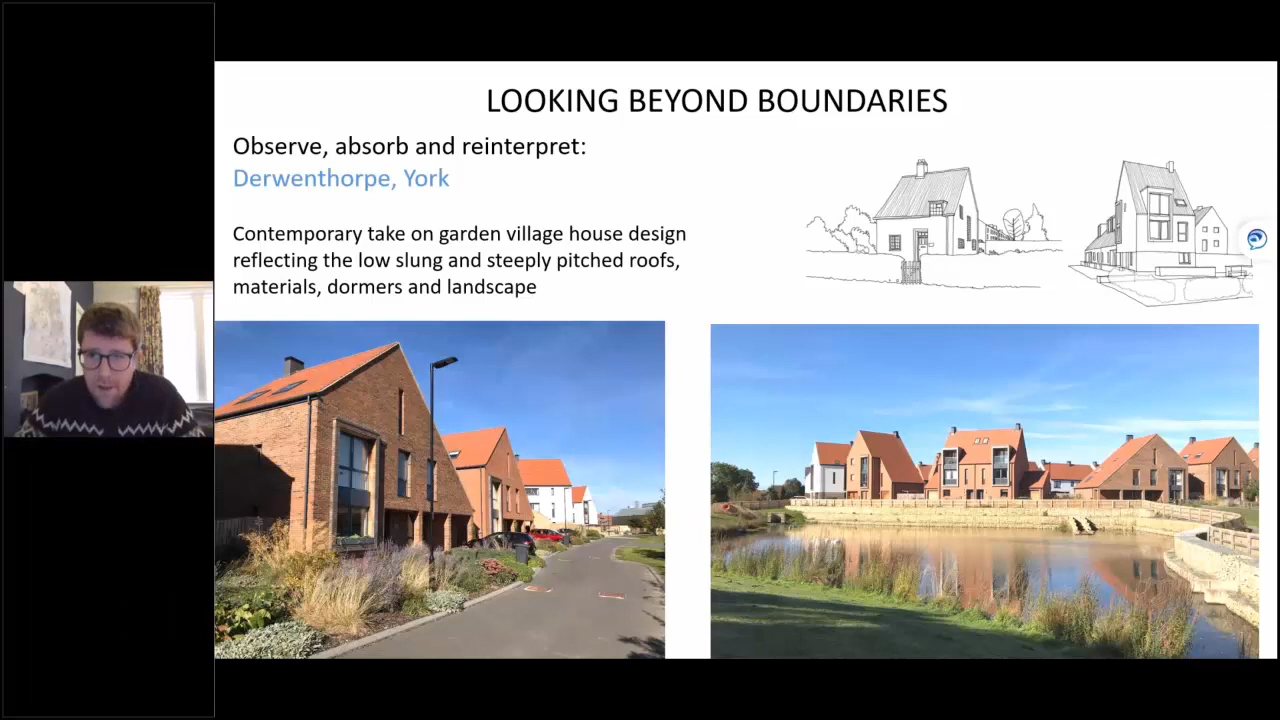 LOOKING BEYOND BOUNDARIES
Observe, absorb and reinterpret:
Derwenthorpe, York
Contemporary take on garden village house design
reflecting the low slung and steeply pitched roofs,
materials, dormers and landscape